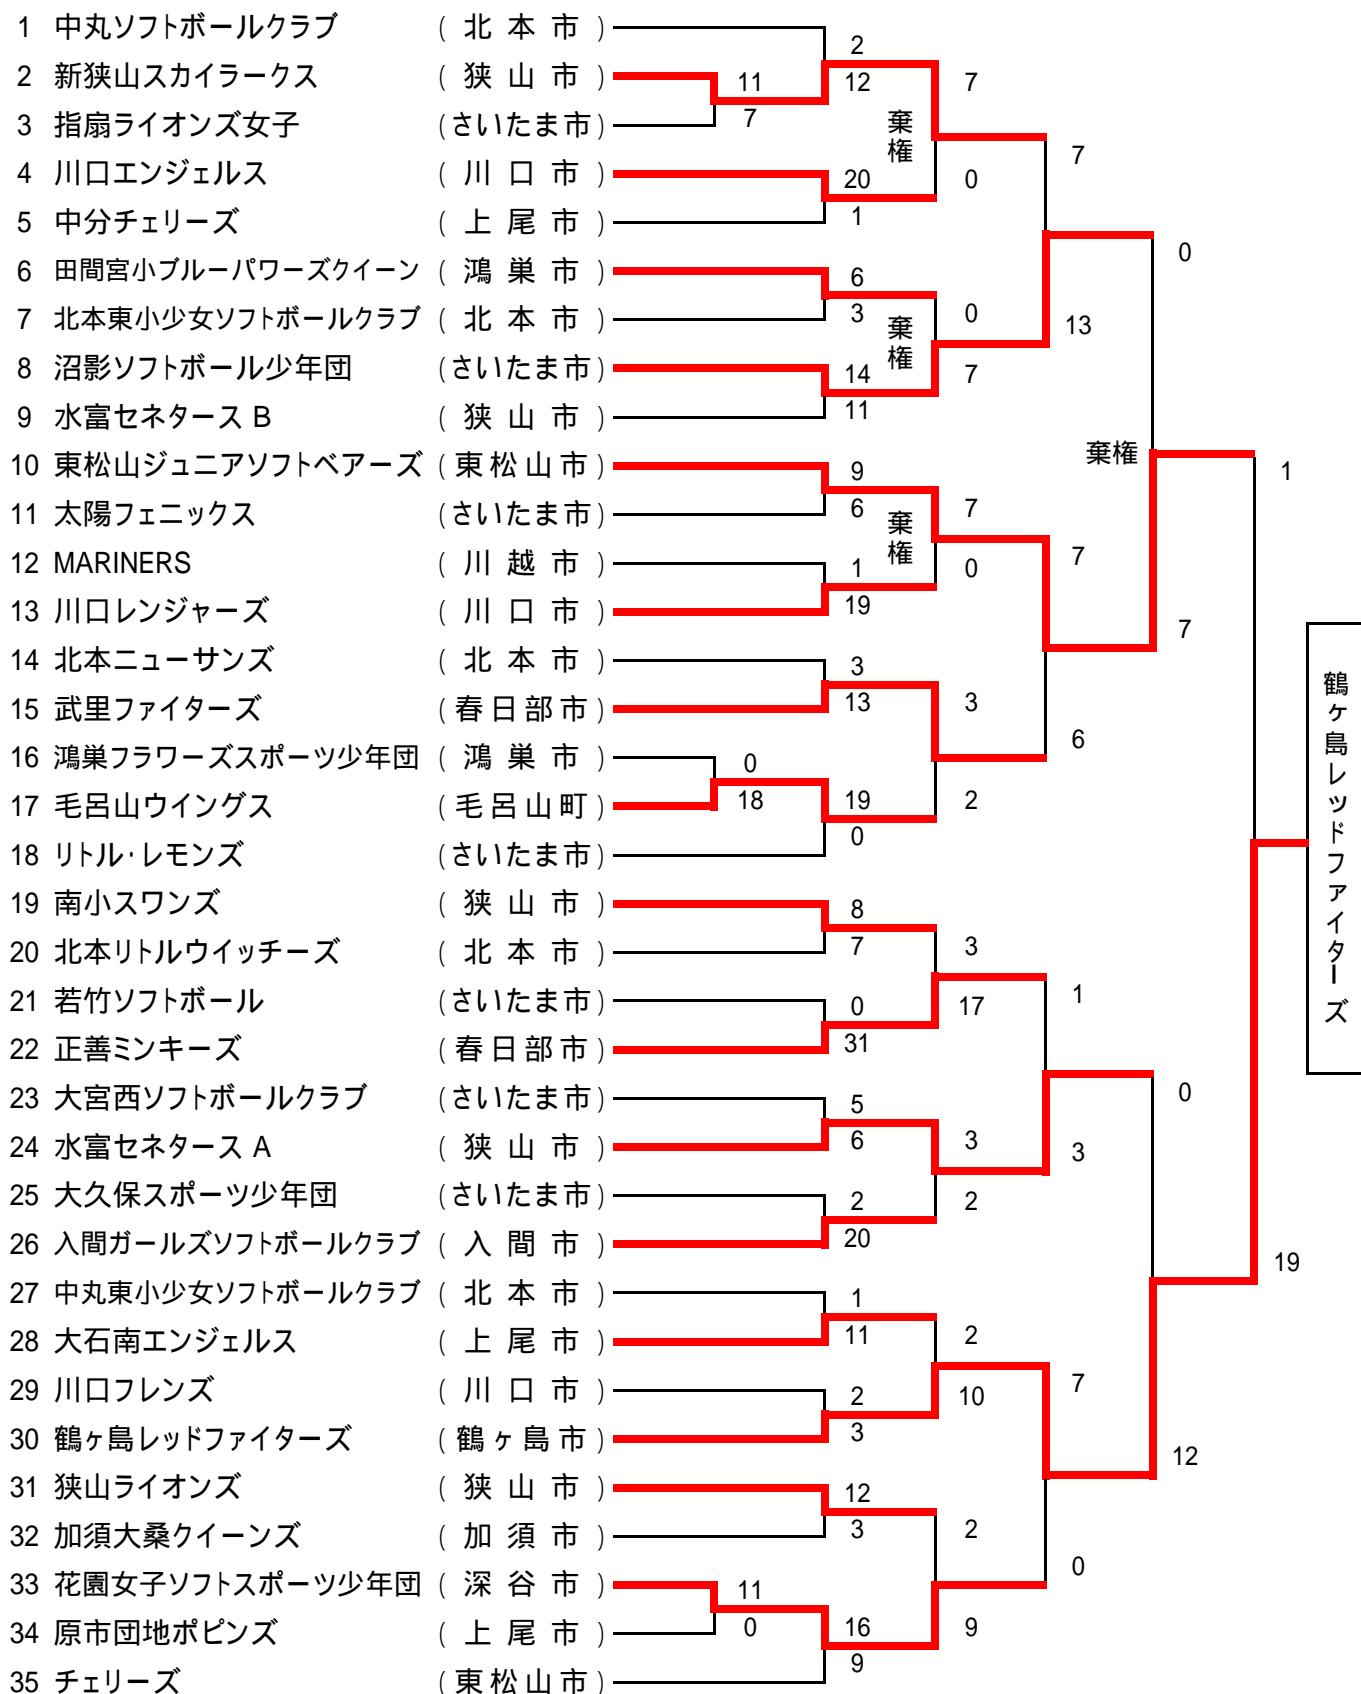 1 中丸ソフトボールクラブ (北本市)
2 新狭山スカイラークス (狭山市)
3 指扇ライオンズ女子 (さいたま市)
4 川口エンジェルス (川口市)
5 中分チェリーズ (上尾市)
6 田間宮小ブルーパワーズクイーン (鴻巣市)
7 北本東小少女ソフトボールクラブ (北本市)
8 沼影ソフトボール少年団 (さいたま市)
9 水富セネタース B (狭山市)
10 東松山ジュニアソフトベアーズ (東松山市)
11 太陽フェニックス (さいたま市)
12 MARINERS (川越市)
13 川口レンジャーズ (川口市)
14 北本ニューサンズ (北本市)
15 武里ファイターズ (春日部市)
16 鴻巣フラワーズスポーツ少年団 (鴻巣市)
17 毛呂山ウイングス (毛呂山町)
18 リトル・レモンズ (さいたま市)
19 南小スワンズ (狭山市)
20 北本リトルウイッチーズ (北本市)
21 若竹ソフトボール (さいたま市)
22 正善ミンキーズ (春日部市)
23 大宮西ソフトボールクラブ (さいたま市)
24 水富セネタース A (狭山市)
25 大久保スポーツ少年団 (さいたま市)
26 入間ガールズソフトボールクラブ (入間市)
27 中丸東小少女ソフトボールクラブ (北本市)
28 大石南エンジェルス (上尾市)
29 川口フレンズ (川口市)
30 鶴ヶ島レッドファイターズ (鶴ヶ島市)
31 狭山ライオンズ (狭山市)
32 加須大桑クイーンズ (加須市)
33 花園女子ソフトスポーツ少年団 (深谷市)
34 原市団地ポピンズ (上尾市)
35 チェリーズ (東松山市)
11
7
0
18
11
0
2
12
20
1
6
3
14
11
9
6
1
19
3
13
19
0
8
7
0
31
5
6
2
20
1
11
2
3
12
3
16
9
棄権
棄権
棄権
7
0
0
7
7
0
3
2
3
17
3
2
2
10
2
9
7
13
7
6
1
3
7
0
棄権
0
7
0
12
1
19
鶴ヶ島レッドファイターズ